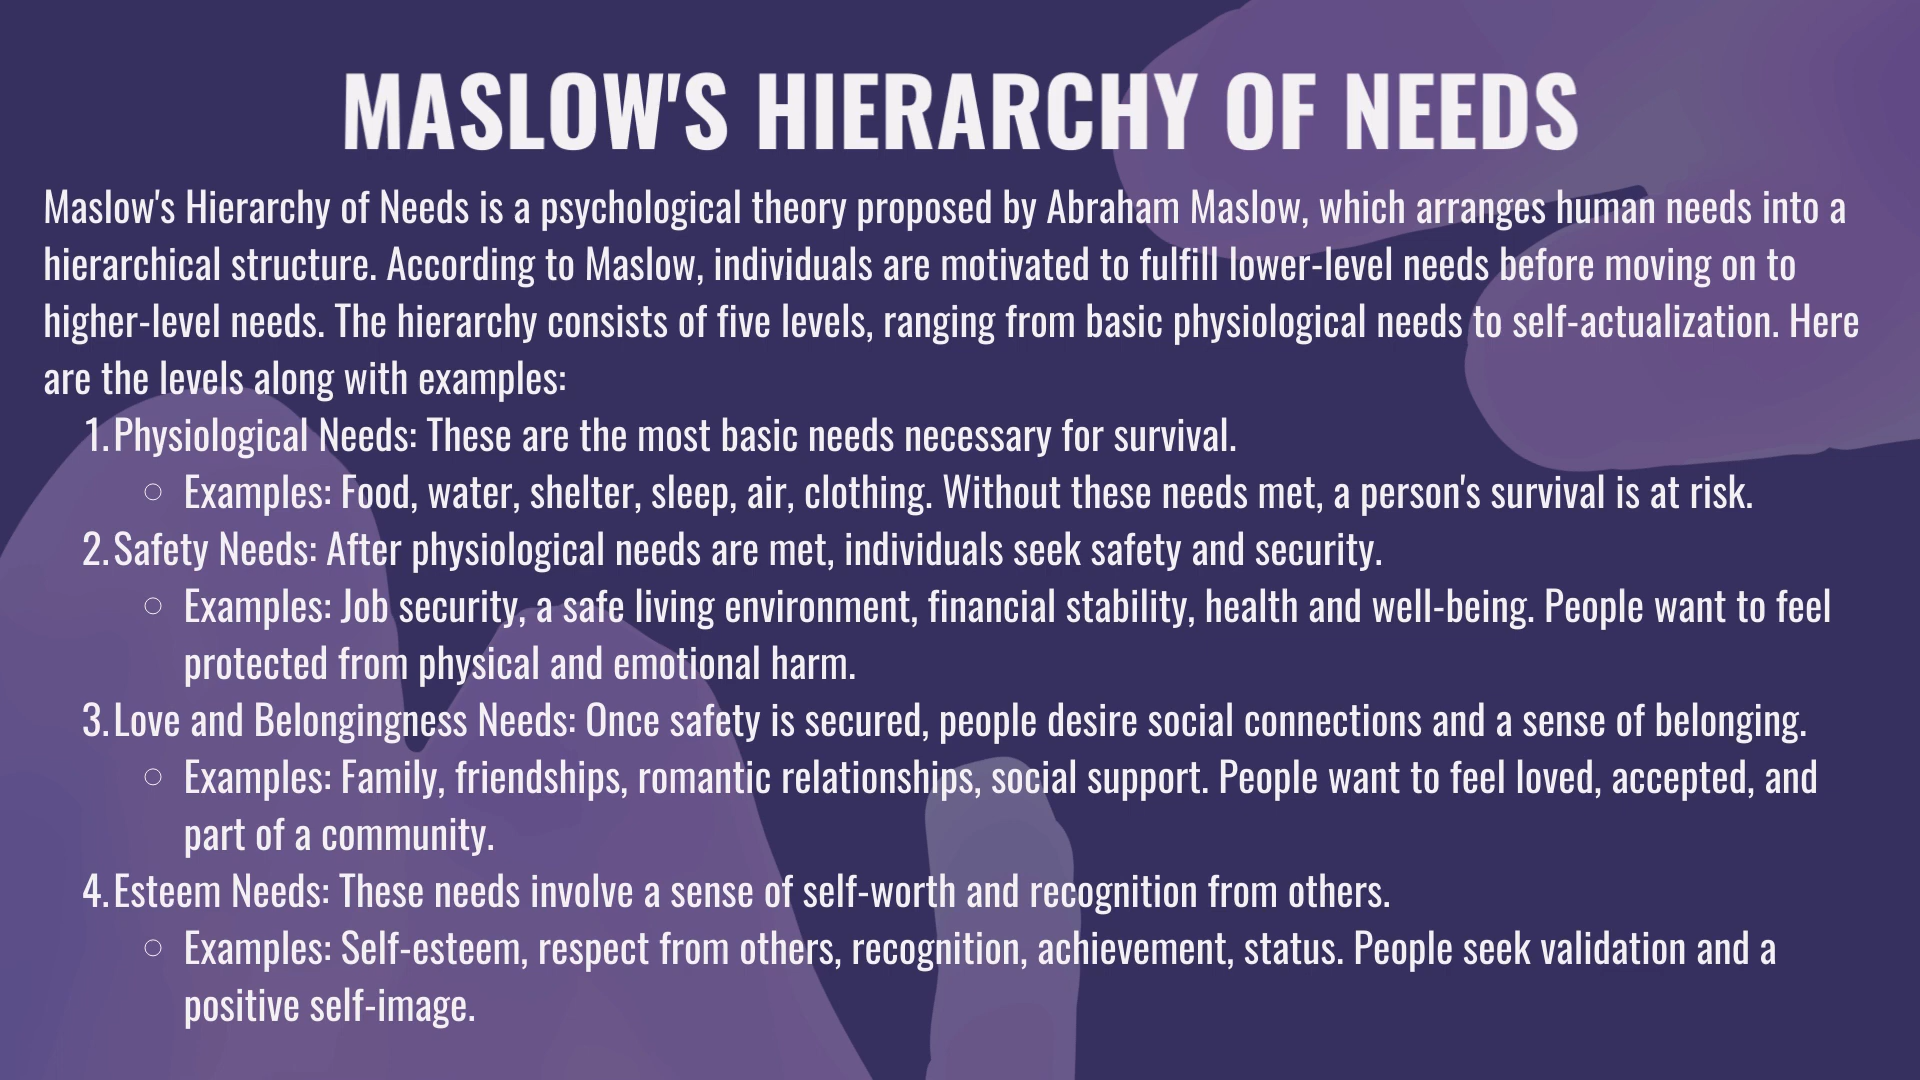 MASLOW'S HIERARCHY OF NEEDS
Maslow's Hierarchy of Needs is a psychological theory proposed by Abraham Maslow, which arranges human needs into a
hierarchical structure. According to Maslow, individuals are motivated to fulfill lower-level needs before moving on to
higher-level needs. The hierarchy consists of five levels, ranging from basic physiological needs to self-actualization. Here
are the levels along with examples:
1. Physiological Needs: These are the most basic needs necessary for survival.
○ Examples: Food, water, shelter, sleep, air, clothing. Without these needs met, a person's survival is at risk.
2. Safety Needs: After physiological needs are met, individuals seek safety and security.
○ Examples: Job security, a safe living environment, financial stability, health and well-being. People want to feel
protected from physical and emotional harm.
3. Love and Belongingness Needs: Once safety is secured, people desire social connections and a sense of belonging.
○ Examples: Family, friendships, romantic relationships, social support. People want to feel loved, accepted, and
part of a community.
4. Esteem Needs: These needs involve a sense of self-worth and recognition from others.
○ Examples: Self-esteem, respect from others, recognition, achievement, status. People seek validation and a
positive self-image.